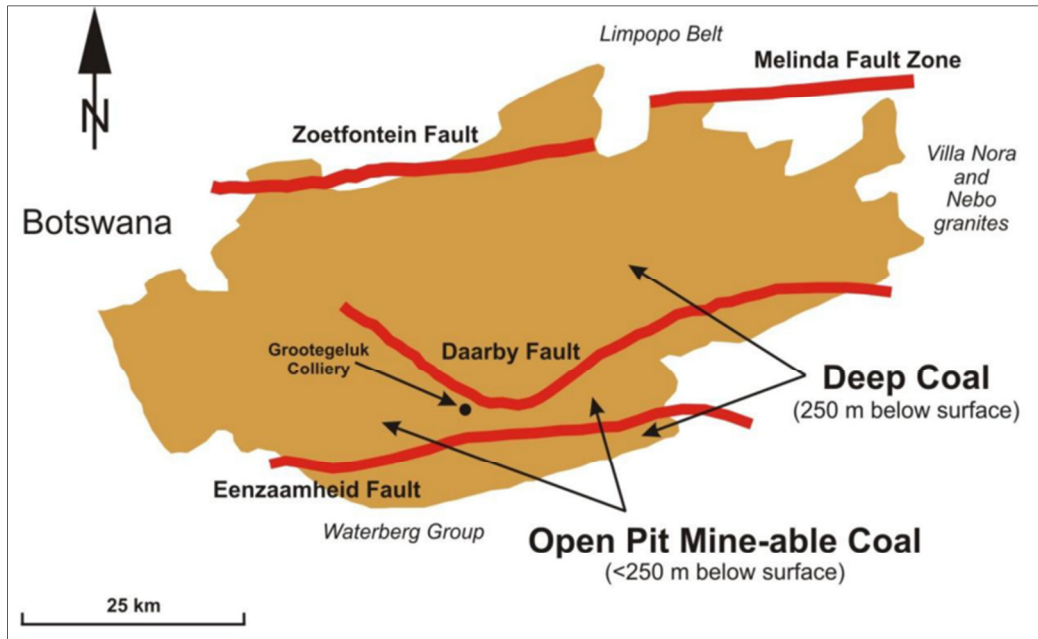 Limpopo Belt
Melinda Fault Zone
N
Zoetfontein Fault
Villa Nora
and
Nebo
granites
Botswana
Grootegeluk
Colliery
Daarby Fault
Deep Coal
(250 m below surface)
Eenzaamheid Fault
Waterberg Group
Open Pit Mine-able Coal
(<250 m below surface)
25 km